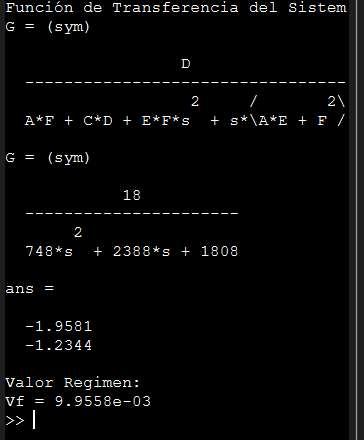 Función de Transferencia del Sistem
G = (sym)
D
-----------------------------------
2 / 2\
A*F + C*D + E*F*s + s*\A*E + F /
G = (sym)
18
-----------------------
2
748*s + 2388*s + 1808
ans =
-1.9581
-1.2344
Valor Regimen:
Vf = 9.9558e-03
>>